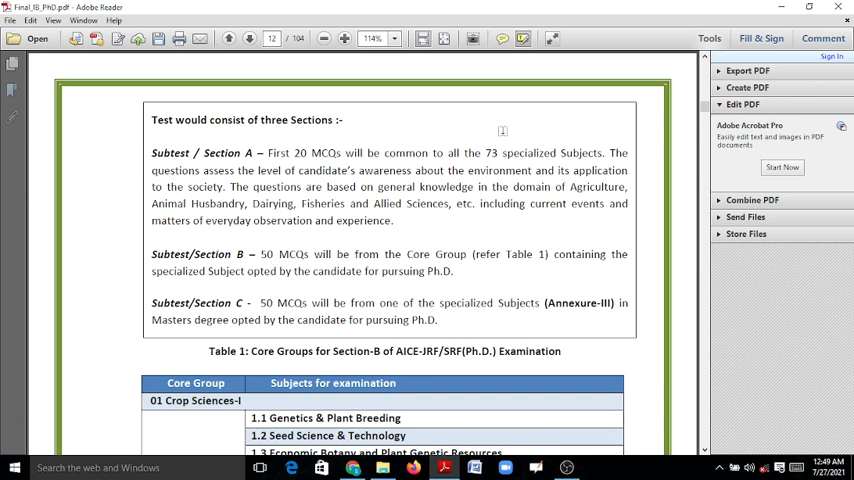 Final_IB_PhD.pdf - Adobe Reader
File Edit View Window Help
Open 12 / 104 114% Tools Fill & Sign Comment
Sign In
Export PDF
Create PDF
Edit PDF
Adobe Acrobat Pro
Easily edit text and images in PDF
documents
Start Now
Combine PDF
Send Files
Store Files
Test would consist of three Sections :-
Subtest / Section A – First 20 MCQs will be common to all the 73 specialized Subjects. The
questions assess the level of candidate's awareness about the environment and its application
to the society. The questions are based on general knowledge in the domain of Agriculture,
Animal Husbandry, Dairying, Fisheries and Allied Sciences, etc. including current events and
matters of everyday observation and experience.
Subtest/Section B – 50 MCQs will be from the Core Group (refer Table 1) containing the
specialized Subject opted by the candidate for pursuing Ph.D.
Subtest/Section C - 50 MCQs will be from one of the specialized Subjects (Annexure-III) in
Masters degree opted by the candidate for pursuing Ph.D.
Table 1: Core Groups for Section-B of AICE-JRF/SRF(Ph.D.) Examination
Core Group Subjects for examination
01 Crop Sciences-I
1.1 Genetics & Plant Breeding
1.2 Seed Science & Technology
1.3 Economic Botany and Plant Genetic Resources
Search the web and Windows
12:49 AM
7/27/2021